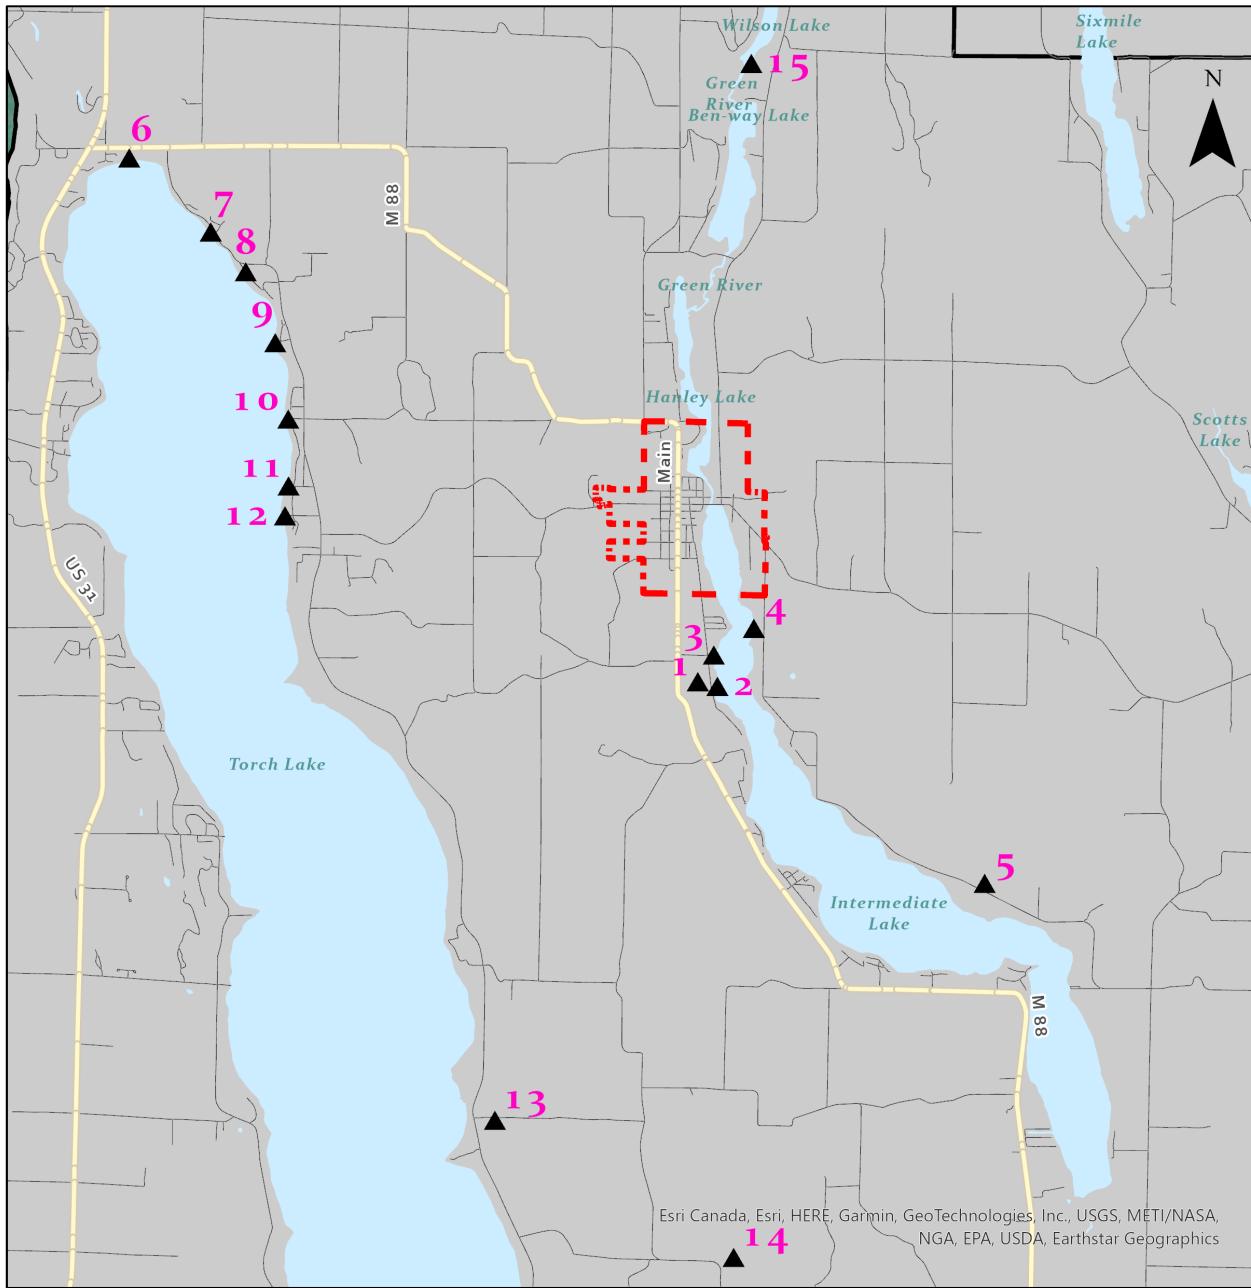 Wilson Lake
Sixmile
Lake
15
Green
River
Ben-way Lake
N
6
7
M 88
8
Green River
9
Hanley Lake
10
Scotts
Lake
Main
11
12
US 31
4
3
1
2
Torch Lake
5
Intermediate
Lake
M 88
13
Esri Canada, Esri, HERE, Garmin, GeoTechnologies, Inc., USGS, METI/NASA,
NGA, EPA, USDA, Earthstar Geographics
14